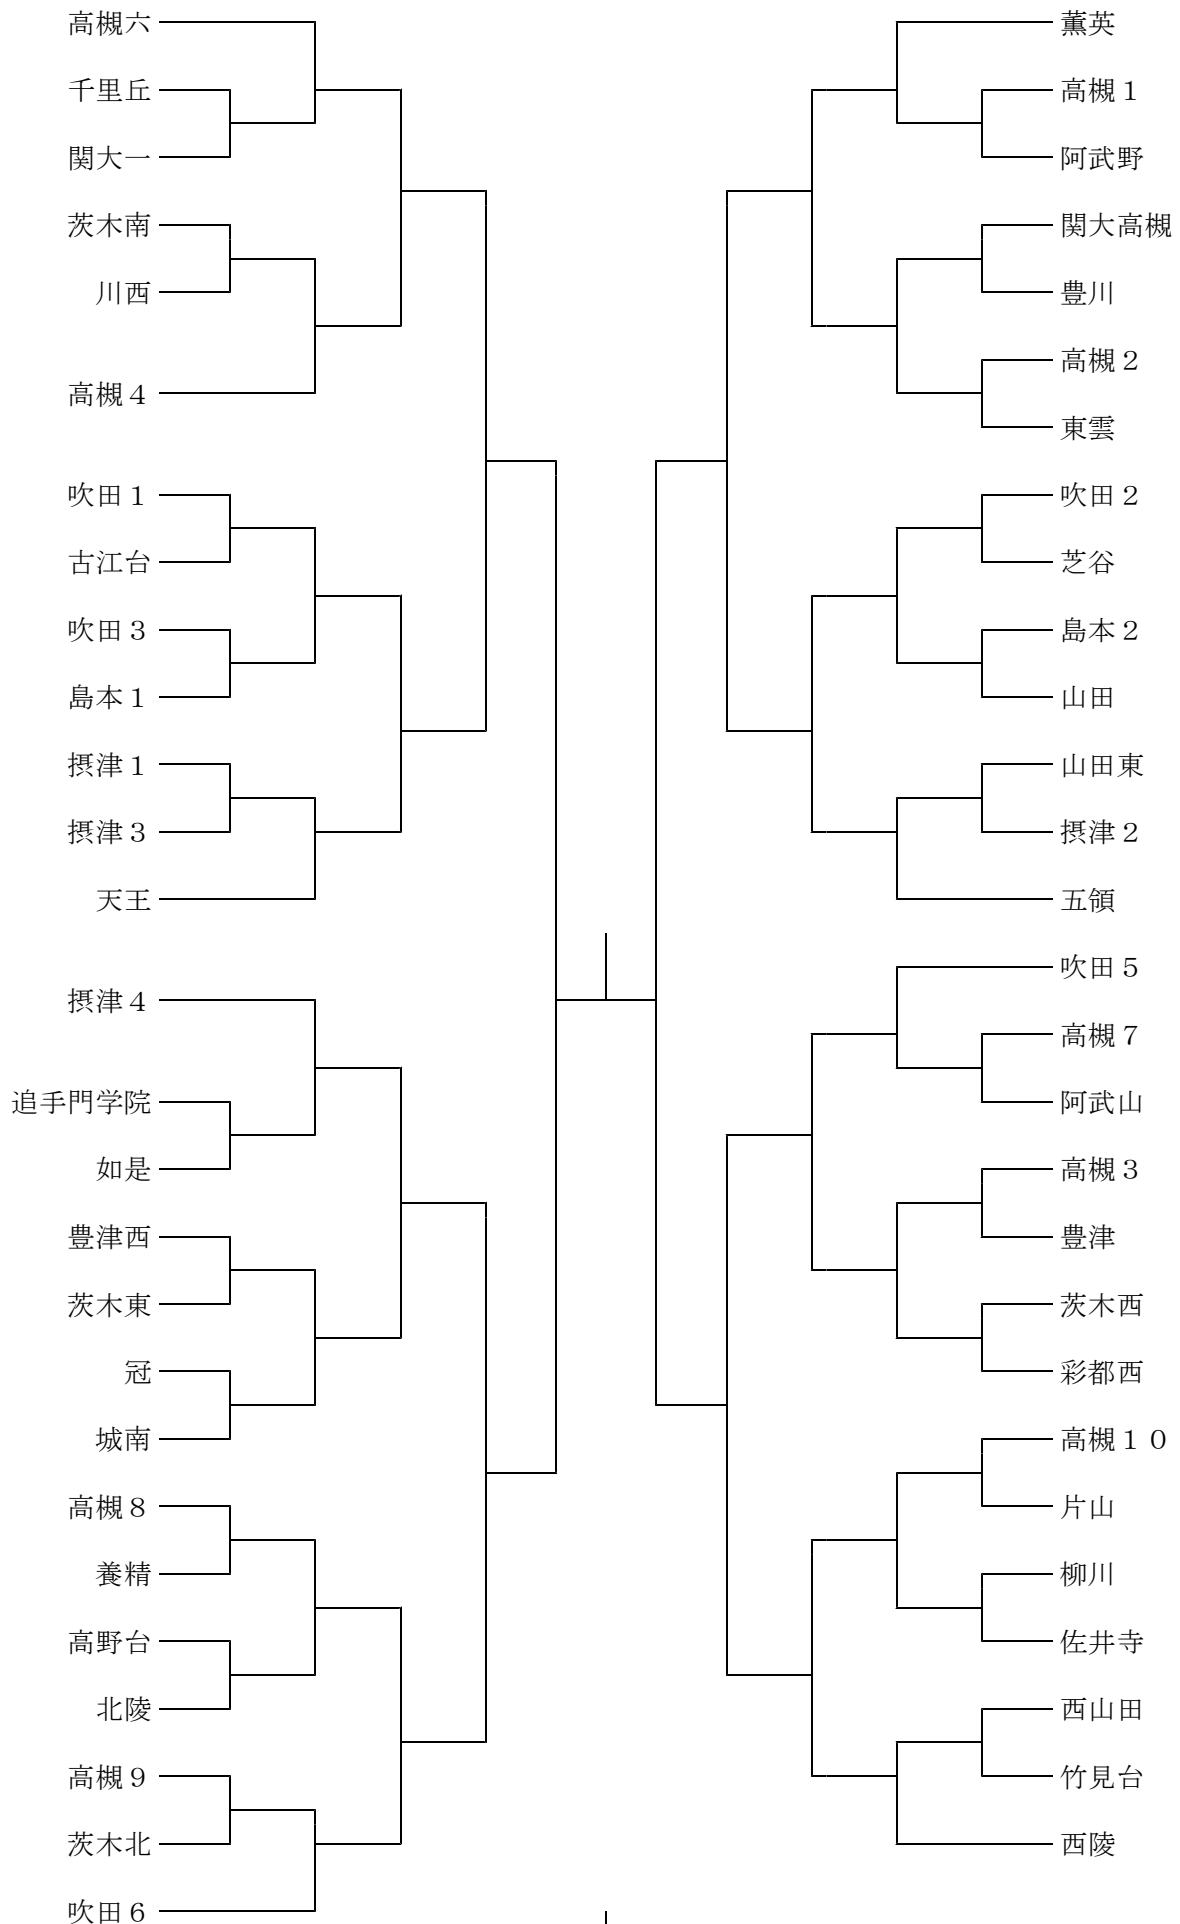 高槻六
千里丘
関大一
茨木南
川西
高槻４
吹田１
古江台
吹田３
島本１
摂津１
摂津３
天王
摂津４
追手門学院
如是
豊津西
茨木東
冠
城南
高槻８
養精
高野台
北陵
高槻９
茨木北
吹田６
薫英
高槻１
阿武野
関大高槻
豊川
高槻２
東雲
吹田２
芝谷
島本２
山田
山田東
摂津２
五領
吹田５
高槻７
阿武山
高槻３
豊津
茨木西
彩都西
高槻１０
片山
柳川
佐井寺
西山田
竹見台
西陵